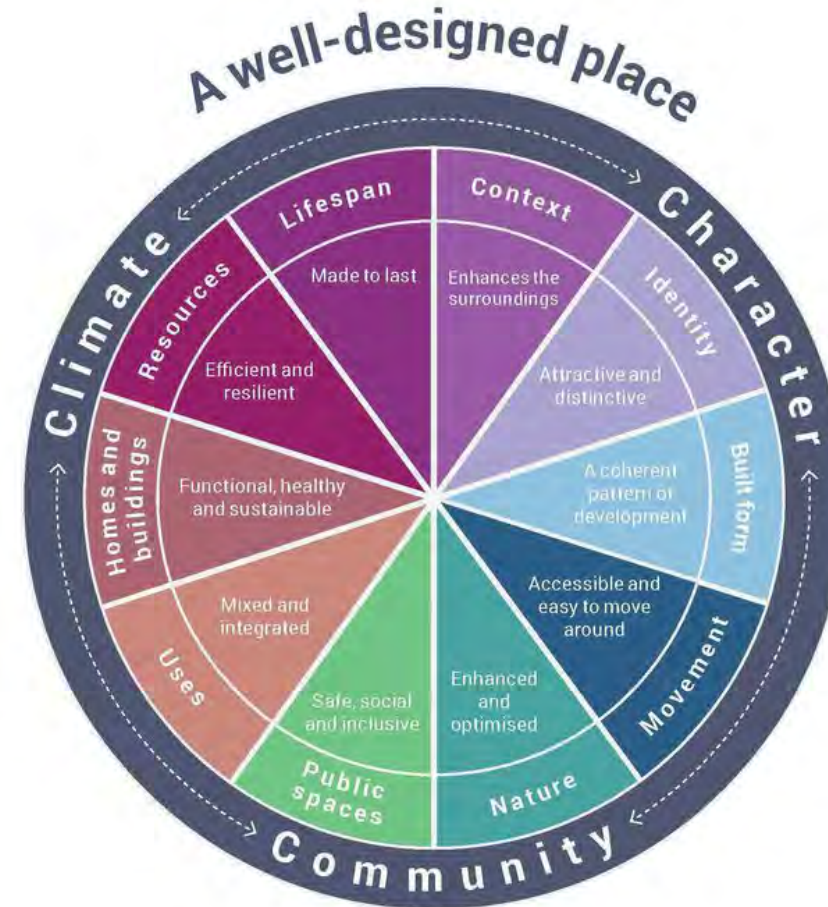 A well-designed place
Climate
Character
Community
Context
Enhances the
surroundings
Identity
Attractive and
distinctive
Built form
A coherent
pattern of
development
Movement
Accessible and
easy to move
around
Nature
Enhanced
and
optimised
Public
spaces
Safe, social
and inclusive
Uses
Mixed and
integrated
Homes and
buildings
Functional, healthy
and sustainable
Resources
Efficient and
resilient
Lifespan
Made to last